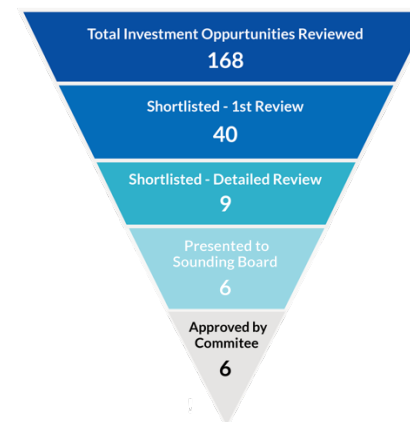 Total Investment Oppurtunities Reviewed
168
Shortlisted - 1st Review
40
Shortlisted - Detailed Review
9
Presented to
Sounding Board
6
Approved by
Commitee
6